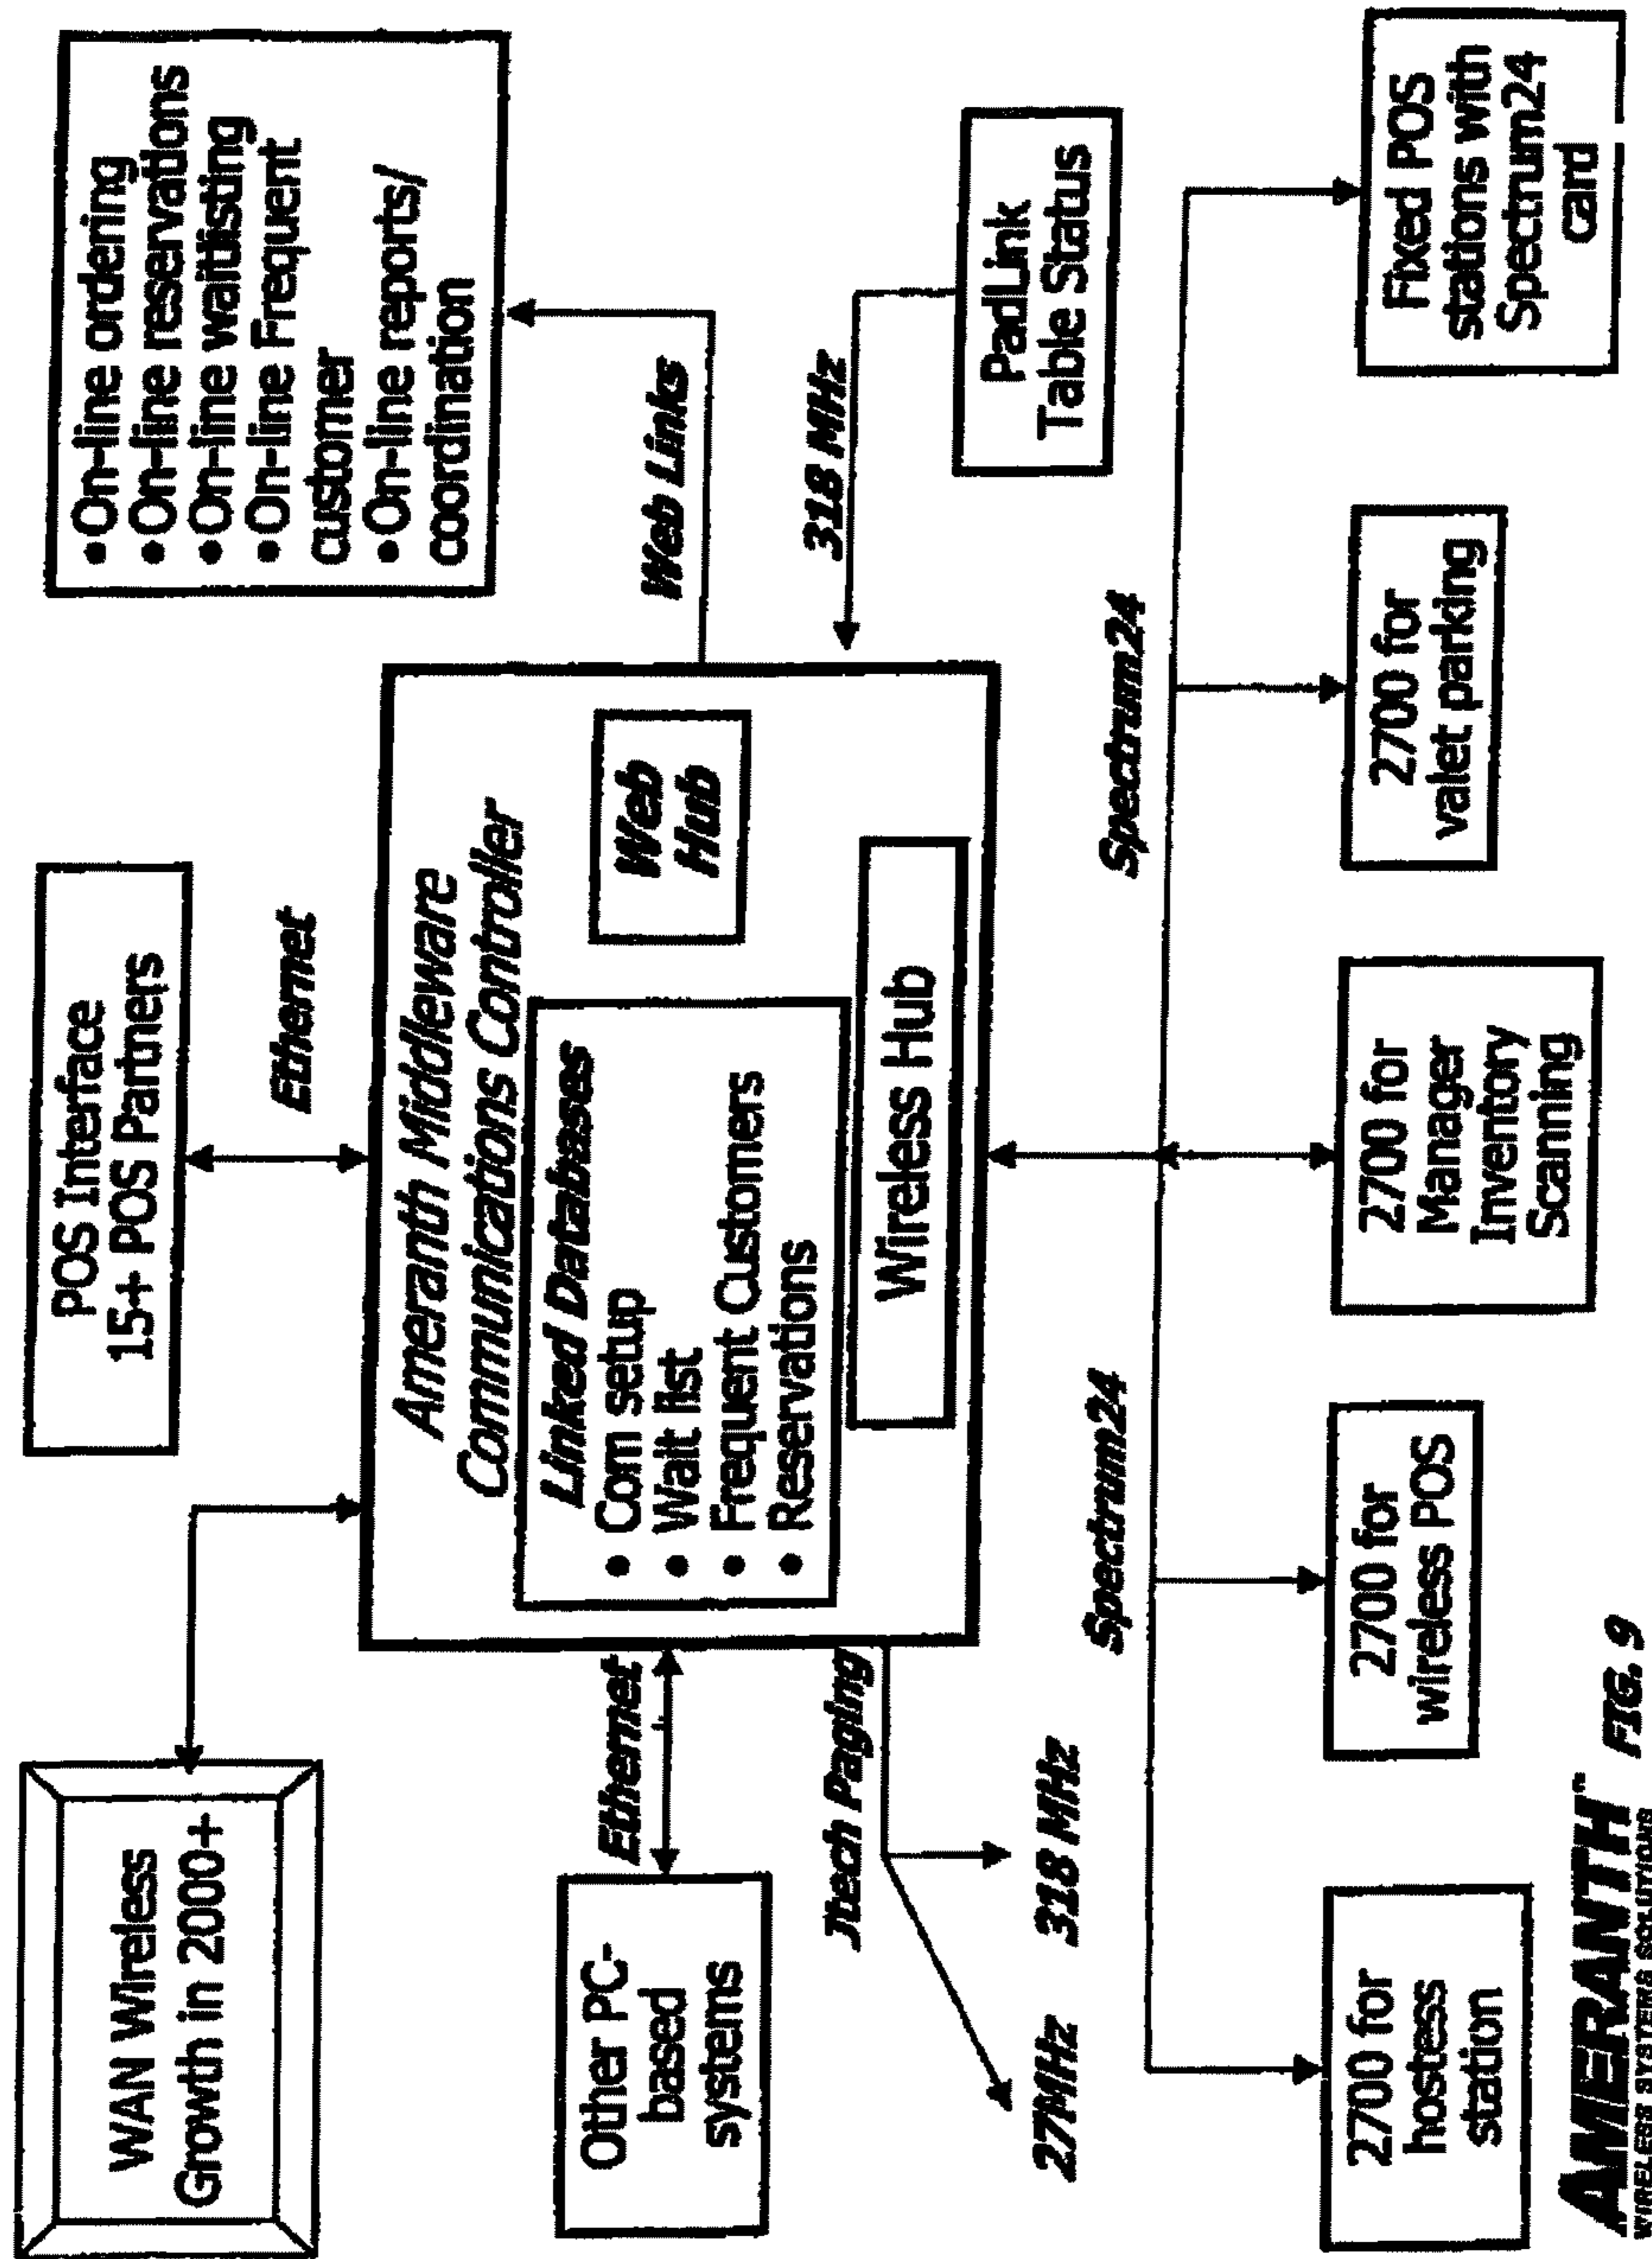 WAN Wireless
Growth in 2000+
POS Interface
15+ POS Partners
Ethernet
•On-line ordering
•On-line reservations
•On-line waitlisting
•On-line Frequent
customer
•On-line reports/
coordination
Web Links
Ameranth Middleware
Communications Controller
Linked Databases
• Com setup
• Wait list
• Frequent Customers
• Reservations
Web
Hub
Wireless Hub
Other PC-
based
systems
Ethernet
Jtech Paging
27MHz
318 MHz
318 MHz
PadLink
Table Status
Spectrum24
Spectrum24
2700 for
hostess
station
2700 for
wireless POS
2700 for
Manager
Inventory
Scanning
2700 for
valet parking
Fixed POS
stations with
Spectrum24
card
AMERANTH™
WIRELESS SYSTEMS SOLUTIONS
FIG. 9